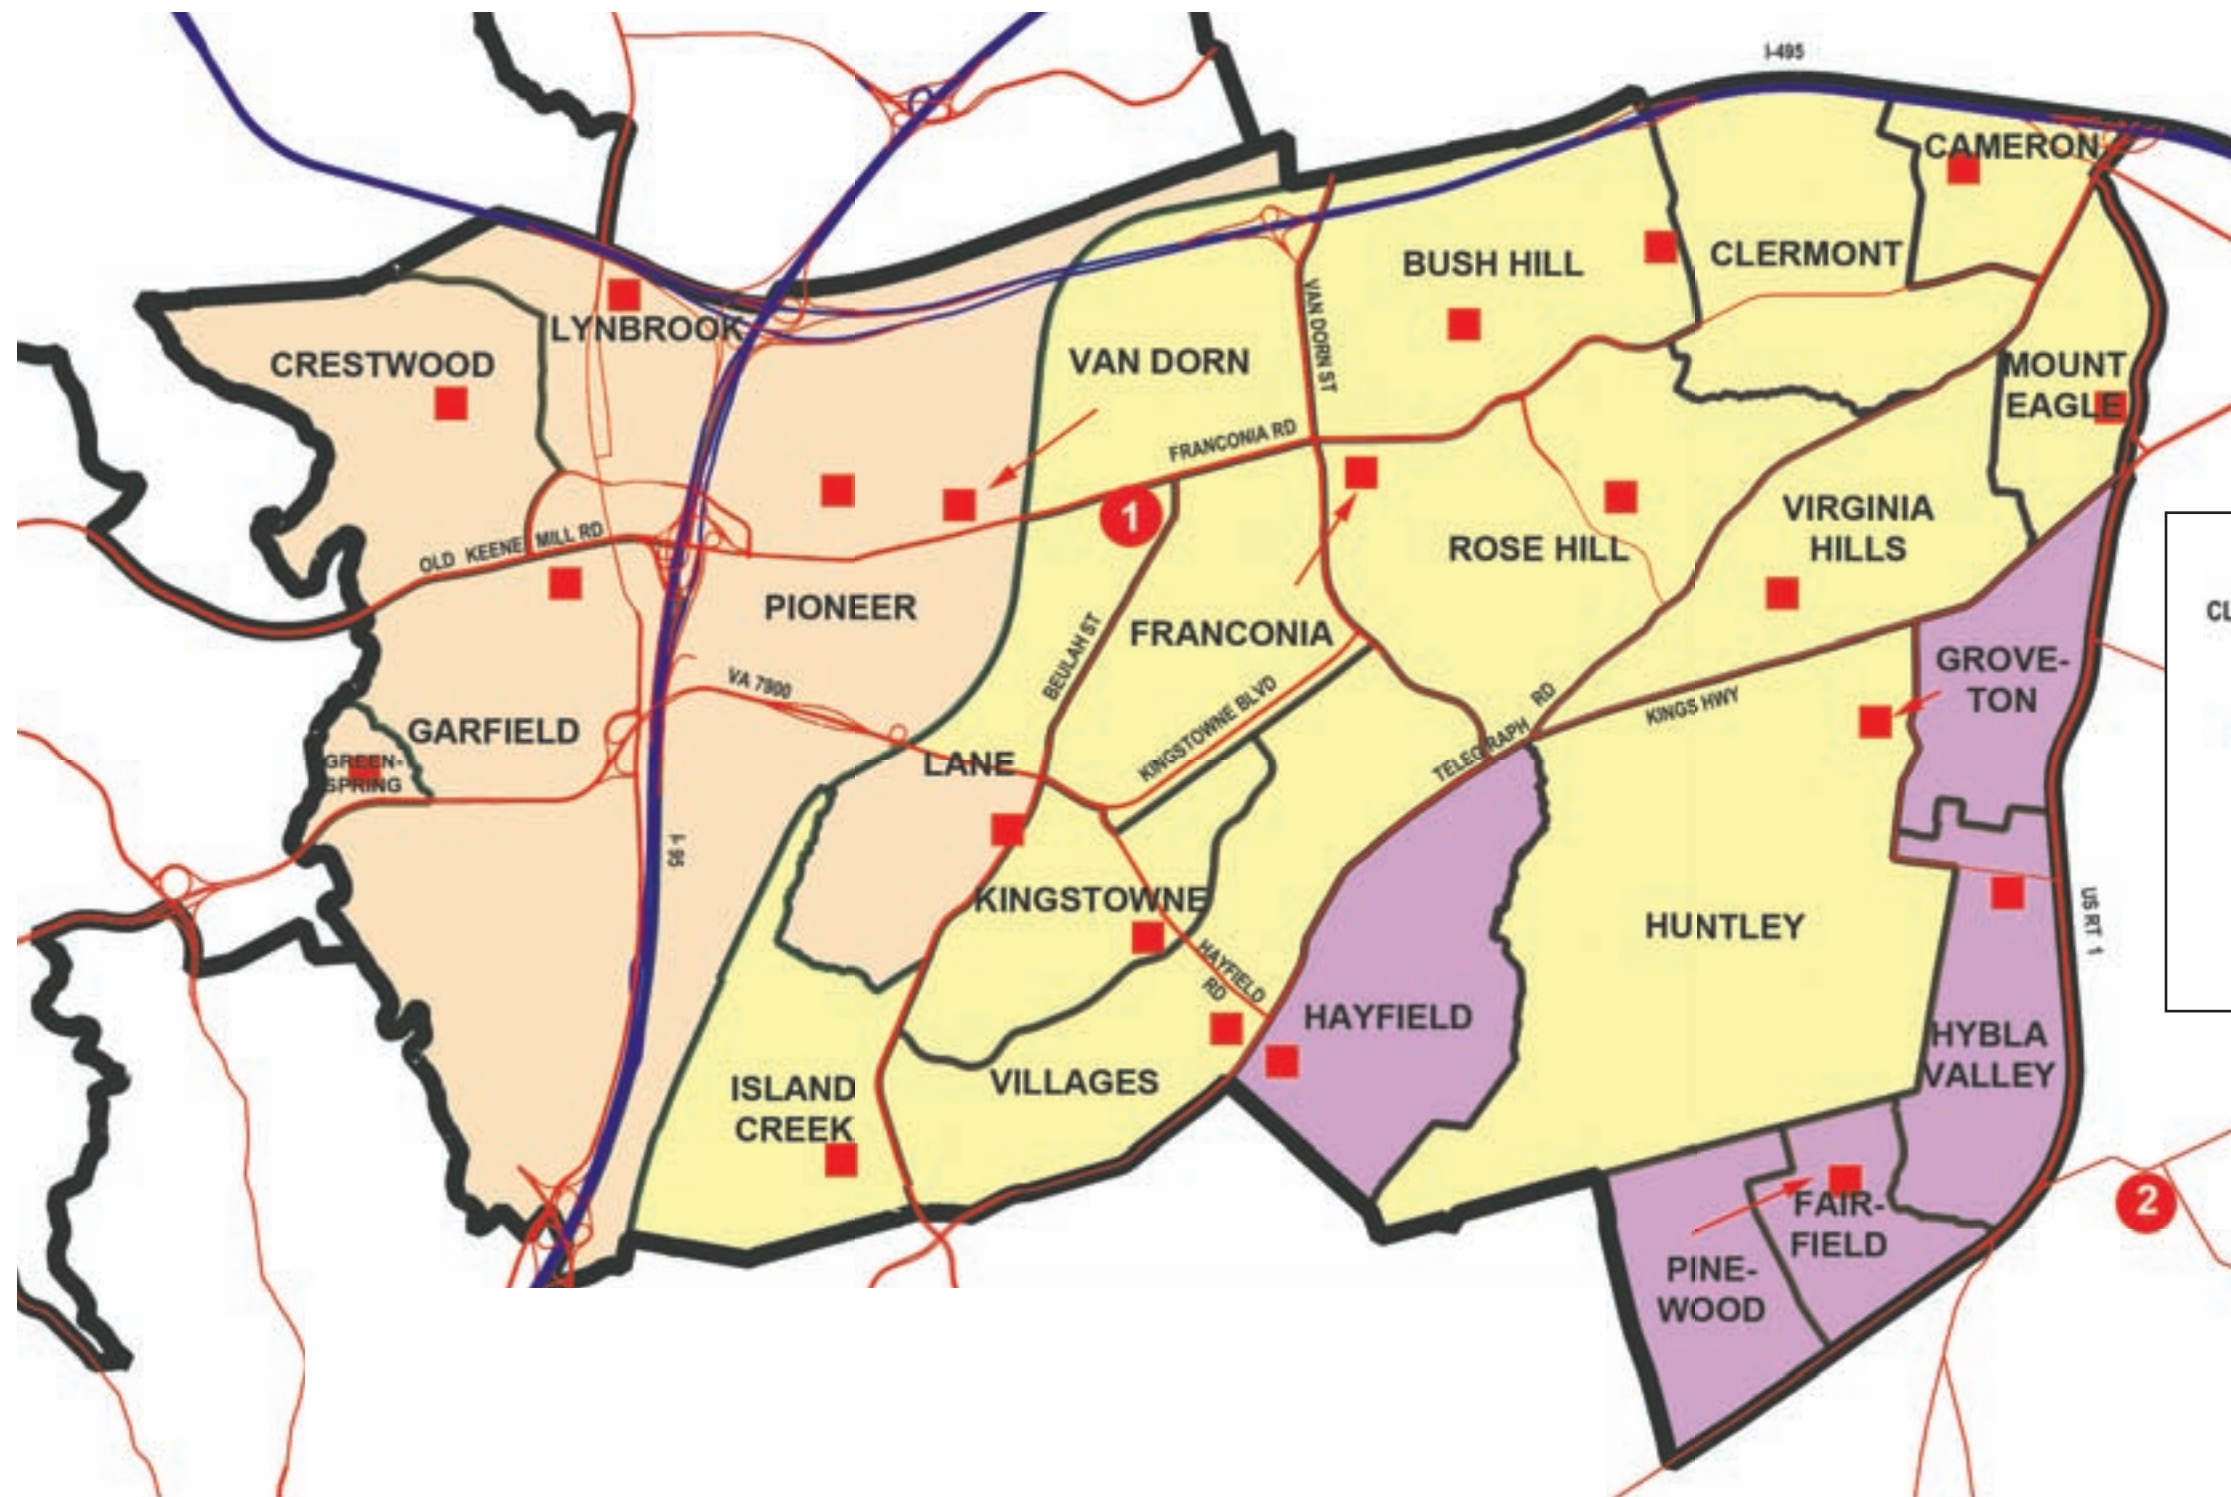 I-495
CAMERON
BUSH HILL
CLERMONT
LYNBROOK
CRESTWOOD
VAN DORN
VAN DORN ST
MOUNT
EAGLE
FRANCONIA RD
1
VIRGINIA
HILLS
OLD KEENE MILL RD
ROSE HILL
PIONEER
FRANCONIA
BEULAH ST
GROVE-
TON
VA 7900
KINGSTOWNE BLVD
TELEGRAPH RD
KINGS HWY
GARFIELD
GREEN-
SPRING
LANE
I-95
KINGSTOWNE
HUNTLEY
US RT 1
HAYFIELD
RD
HAYFIELD
HYBLA
VALLEY
ISLAND
CREEK
VILLAGES
2
FAIR-
FIELD
PINE-
WOOD
CL